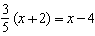 3/5 (x + 2) = x − 4